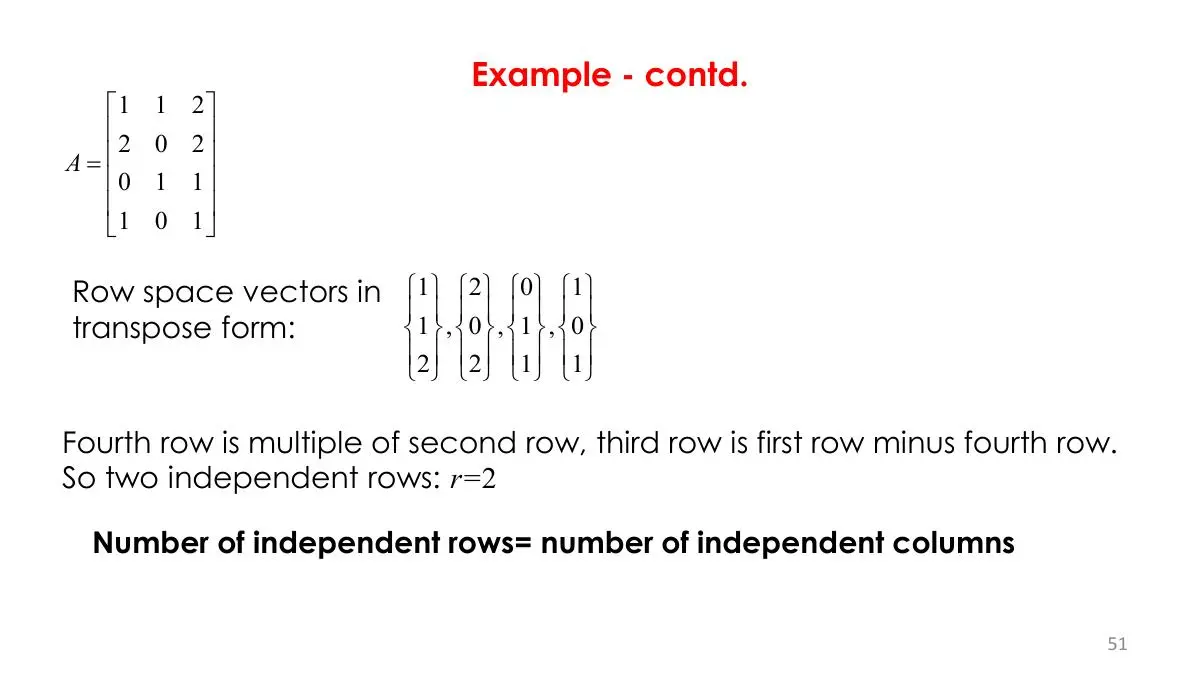 Example - contd.
A = [1 1 2
2 0 2
0 1 1
1 0 1]
Row space vectors in
transpose form:
{1 1 2}, {2 0 2}, {0 1 1}, {1 0 1}
Fourth row is multiple of second row, third row is first row minus fourth row.
So two independent rows: r=2
Number of independent rows= number of independent columns
51